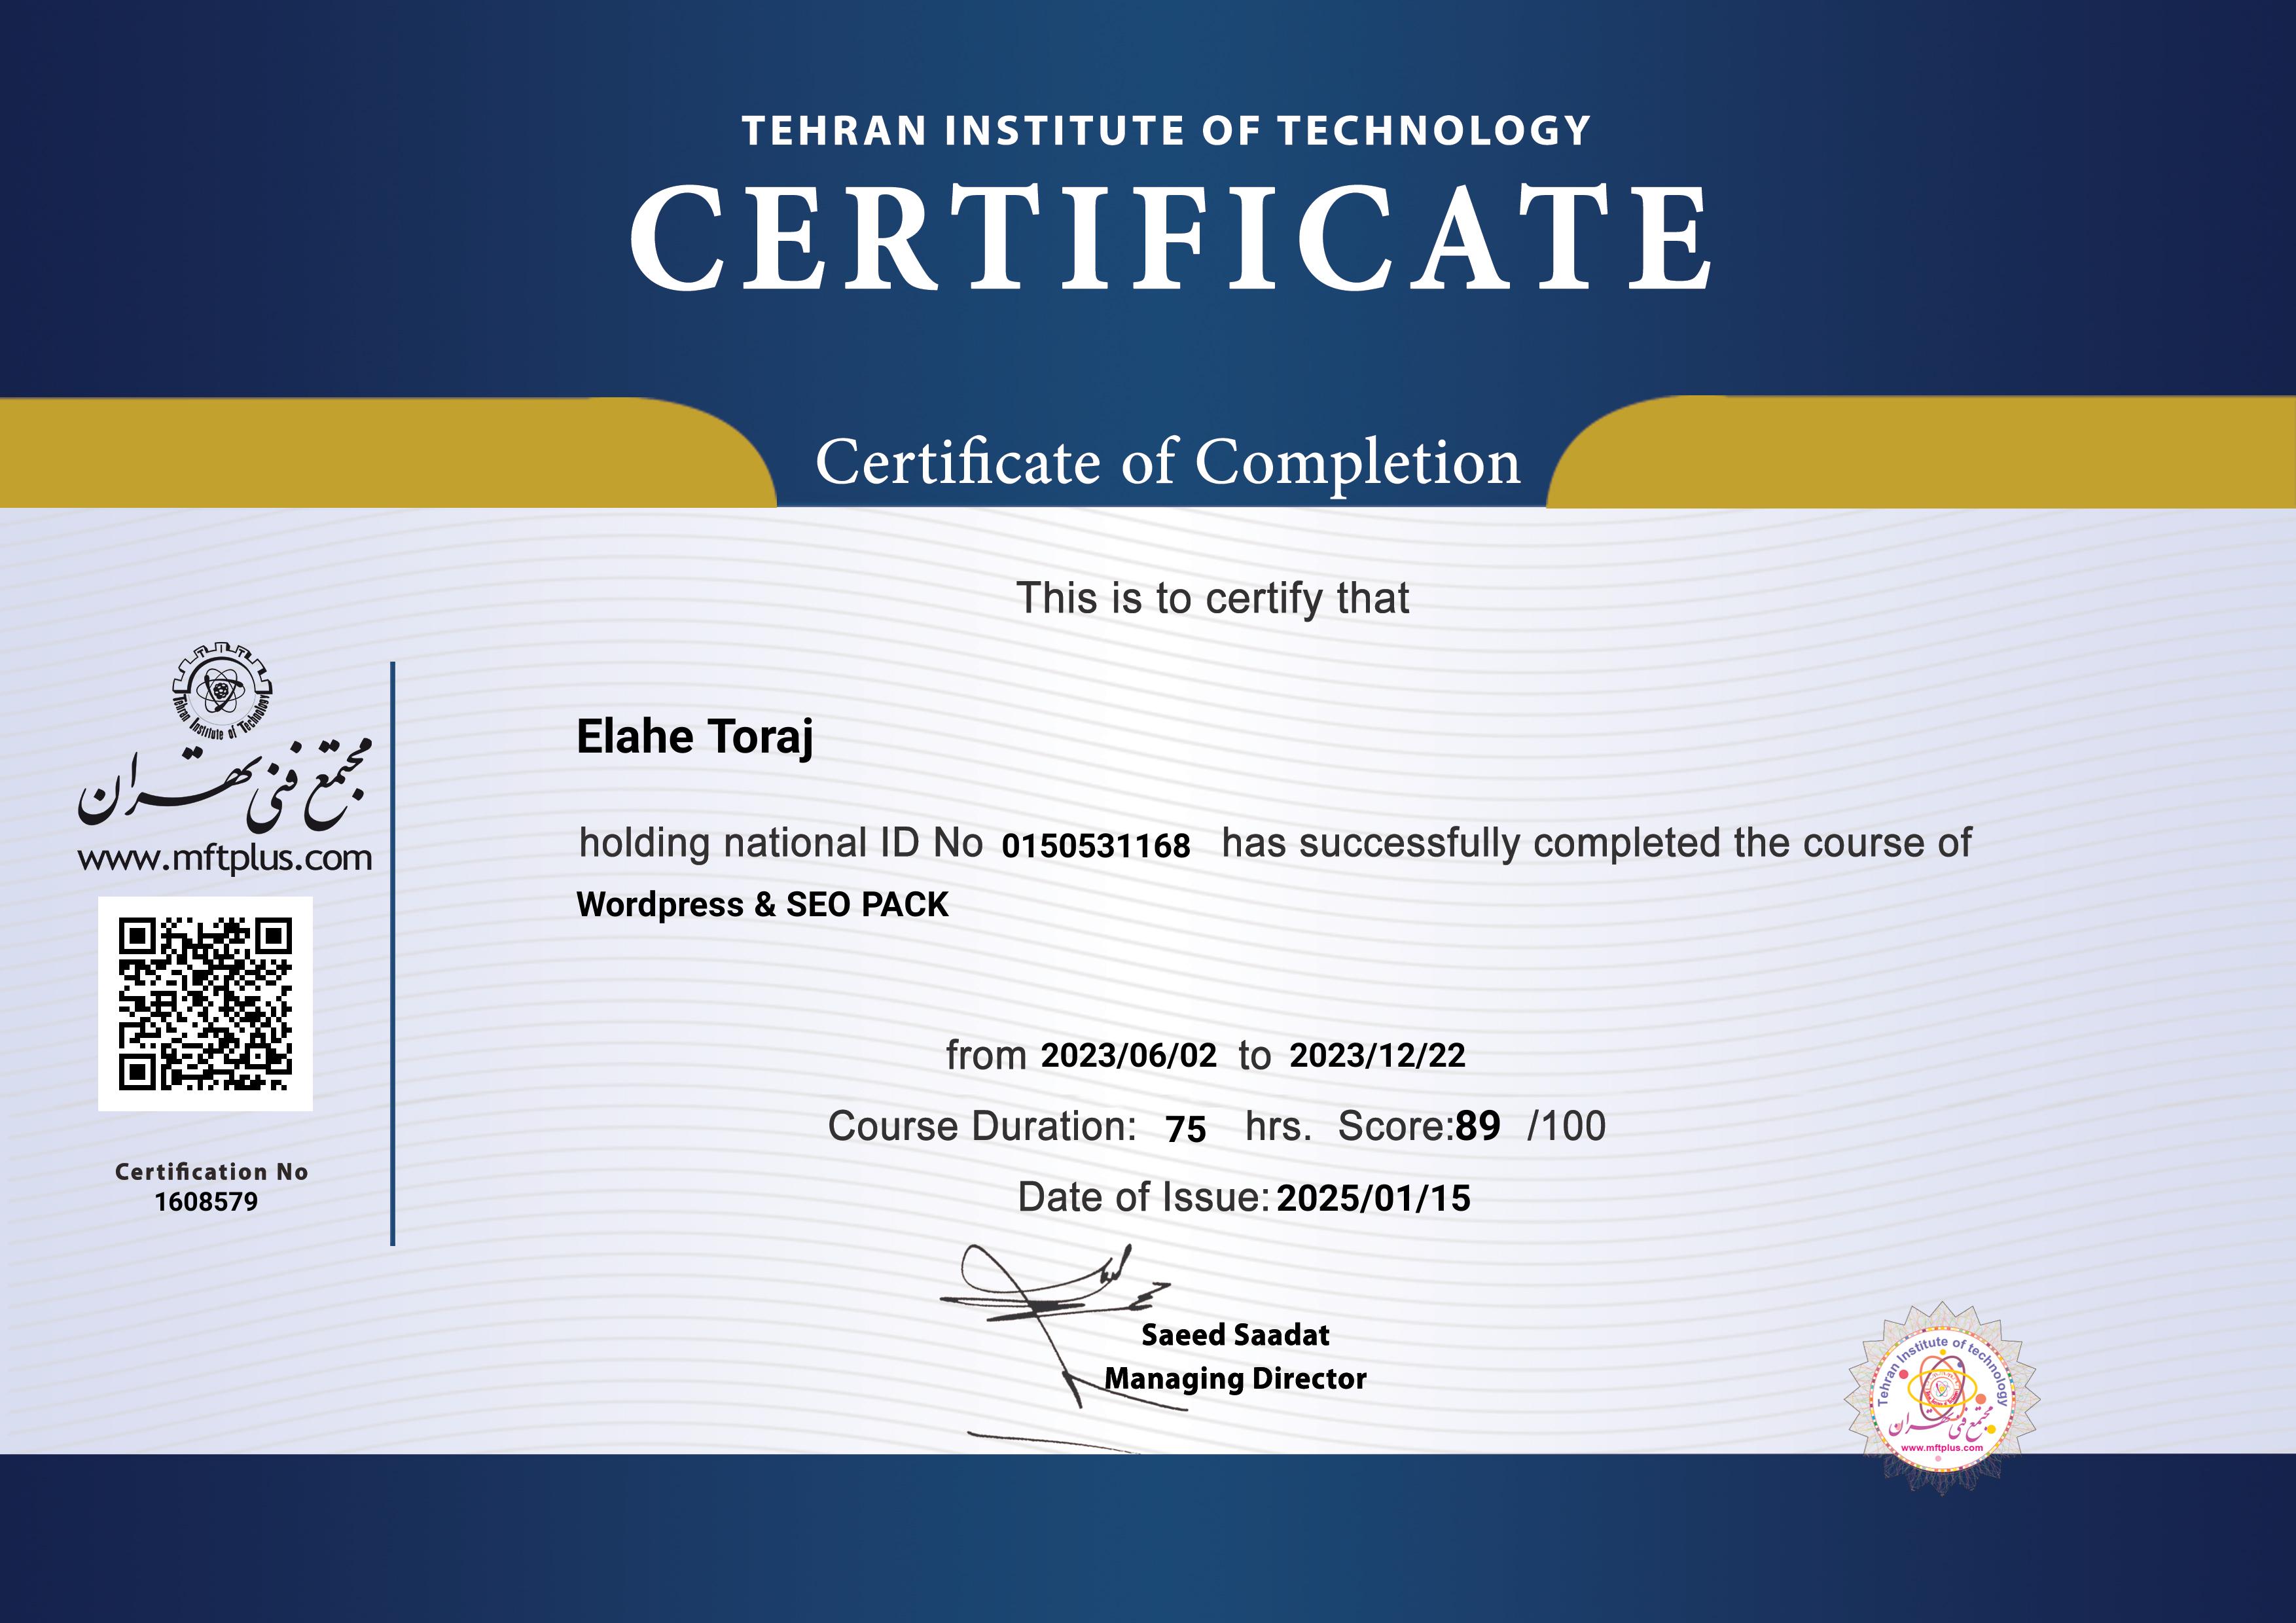 TEHRAN INSTITUTE OF TECHNOLOGY
CERTIFICATE
Certificate of Completion
This is to certify that
Elahe Toraj
holding national ID No 0150531168 has successfully completed the course of
Wordpress & SEO PACK
from 2023/06/02 to 2023/12/22
Course Duration: 75 hrs. Score:89 /100
Date of Issue: 2025/01/15
Saeed Saadat
Managing Director
Tehran Institute of Technology
مجتمع فنی تهران
www.mftplus.com
Certification No
1608579
Tehran Institute of technology
مجتمع فنی تهران
www.mftplus.com